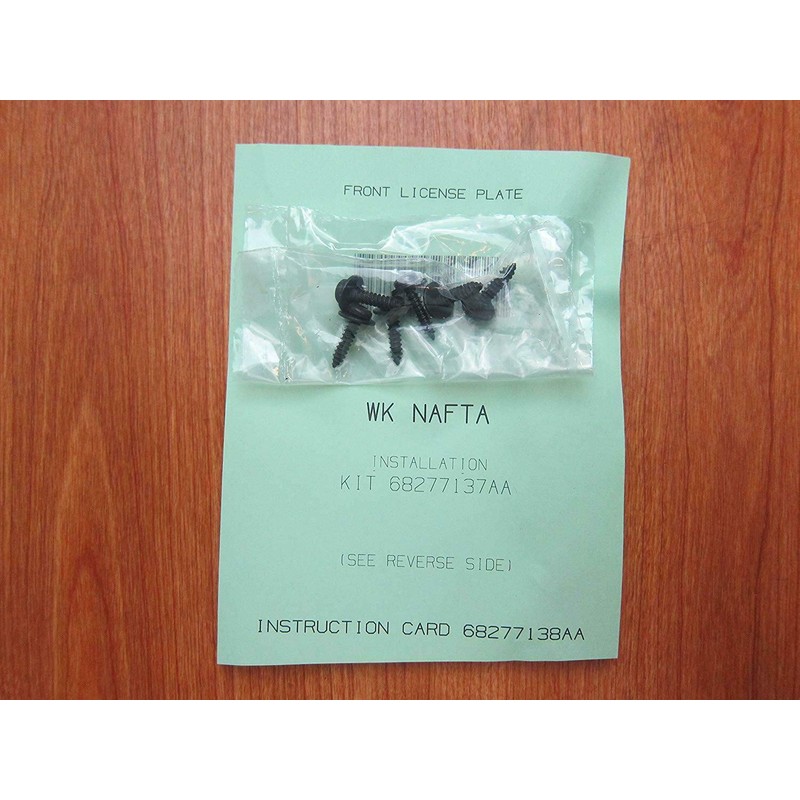 FRONT LICENSE PLATE
WK NAFTA
INSTALLATION
KIT 68277137AA
(SEE REVERSE SIDE)
INSTRUCTION CARD 68277138AA